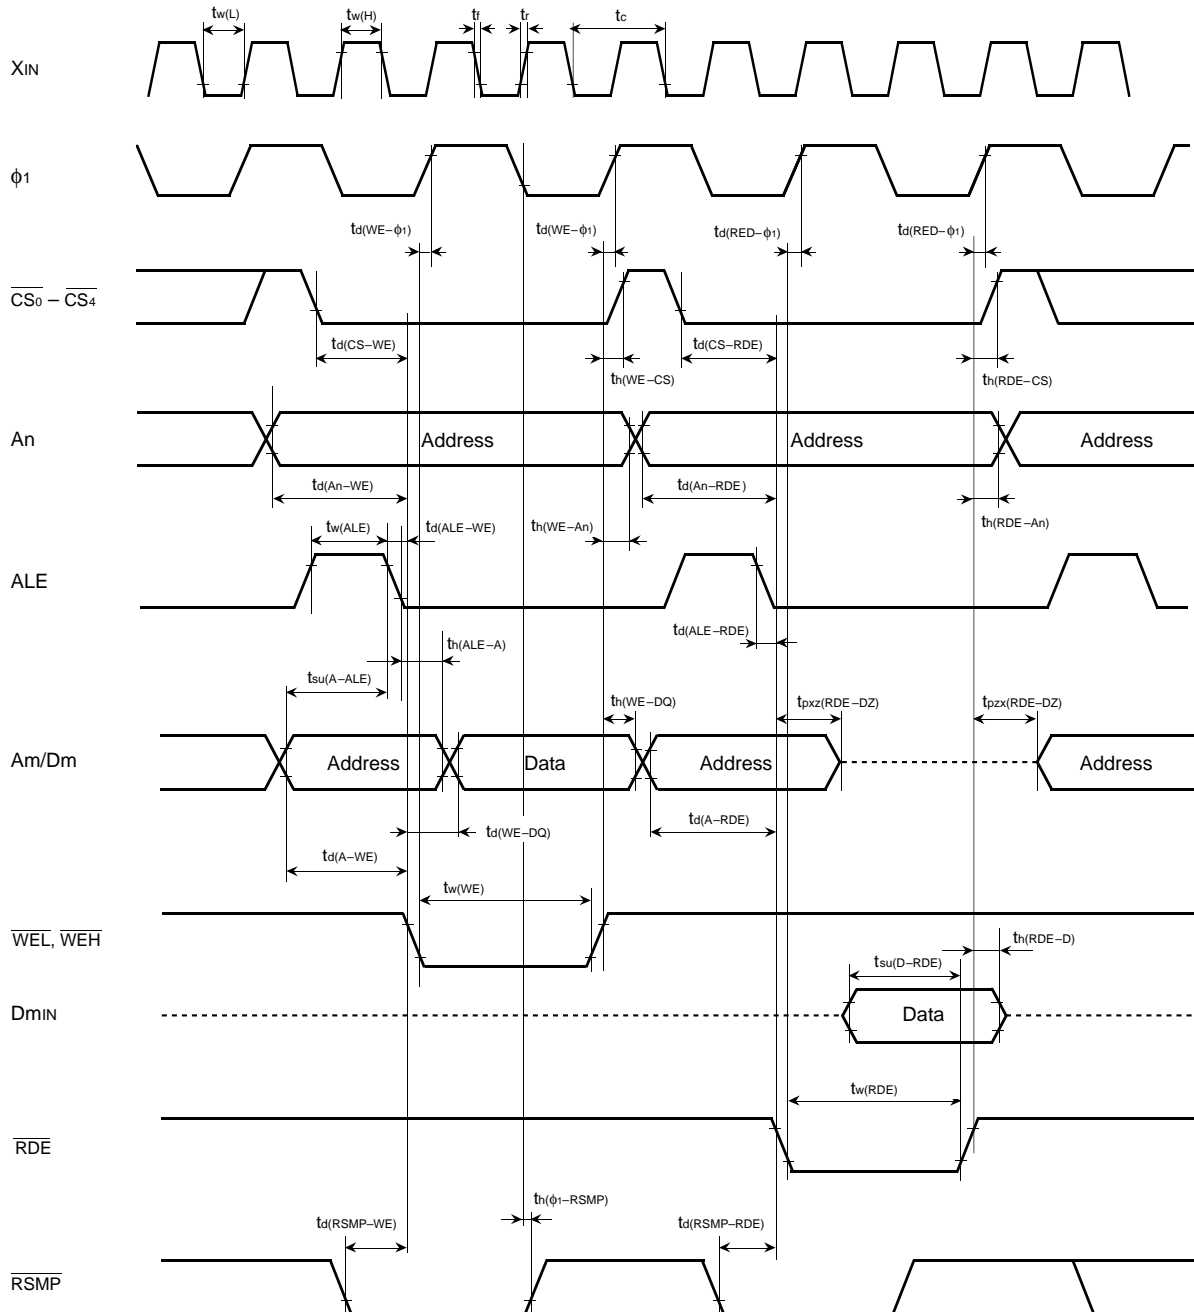 tw(L) tw(H) tf tr tc
XIN
ϕ1
td(WE–ϕ1) td(WE–ϕ1) td(RED–ϕ1) td(RED–ϕ1)
CS0 – CS4
td(CS–WE) td(CS–RDE)
th(WE–CS) th(RDE–CS)
An Address Address Address
td(An–WE) td(An–RDE)
tw(ALE) td(ALE–WE) th(WE–An) th(RDE–An)
ALE
td(ALE–RDE)
th(ALE–A)
tsu(A–ALE) th(WE–DQ) tpxz(RDE–DZ) tpzx(RDE–DZ)
Am/Dm Address Data Address Address
td(WE–DQ) td(A–RDE)
td(A–WE)
tw(WE)
WEL, WEH th(RDE–D)
tsu(D–RDE)
DmIN Data
tw(RDE)
RDE
th(ϕ1–RSMP)
td(RSMP–WE) td(RSMP–RDE)
RSMP